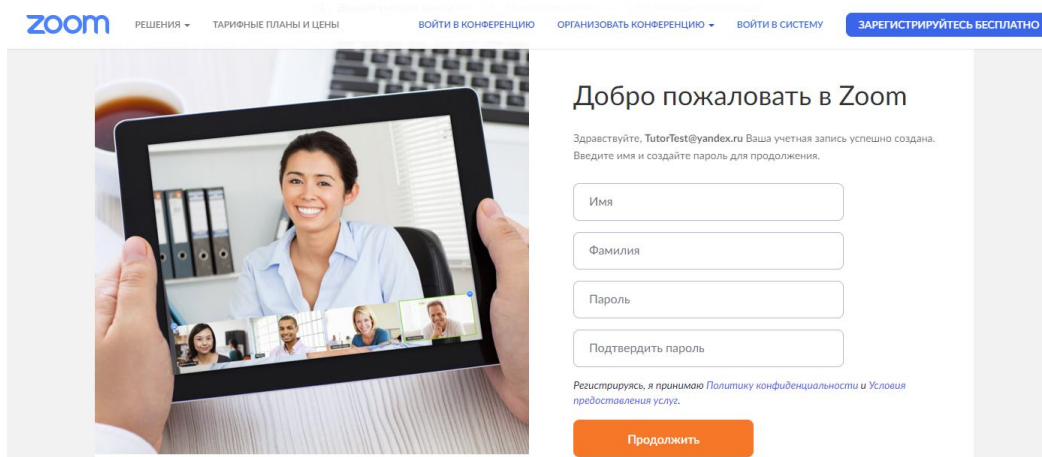 zoom
РЕШЕНИЯ
ТАРИФНЫЕ ПЛАНЫ И ЦЕНЫ
ВОЙТИ В КОНФЕРЕНЦИЮ
ОРГАНИЗОВАТЬ КОНФЕРЕНЦИЮ
ВОЙТИ В СИСТЕМУ
ЗАРЕГИСТРИРУЙТЕСЬ БЕСПЛАТНО
Добро пожаловать в Zoom
Здравствуйте, TutorTest@yandex.ru Ваша учетная запись успешно создана.
Введите имя и создайте пароль для продолжения.
Имя
Фамилия
Пароль
Подтвердить пароль
Регистрируясь, я принимаю Политику конфиденциальности и Условия
предоставления услуг.
Продолжить